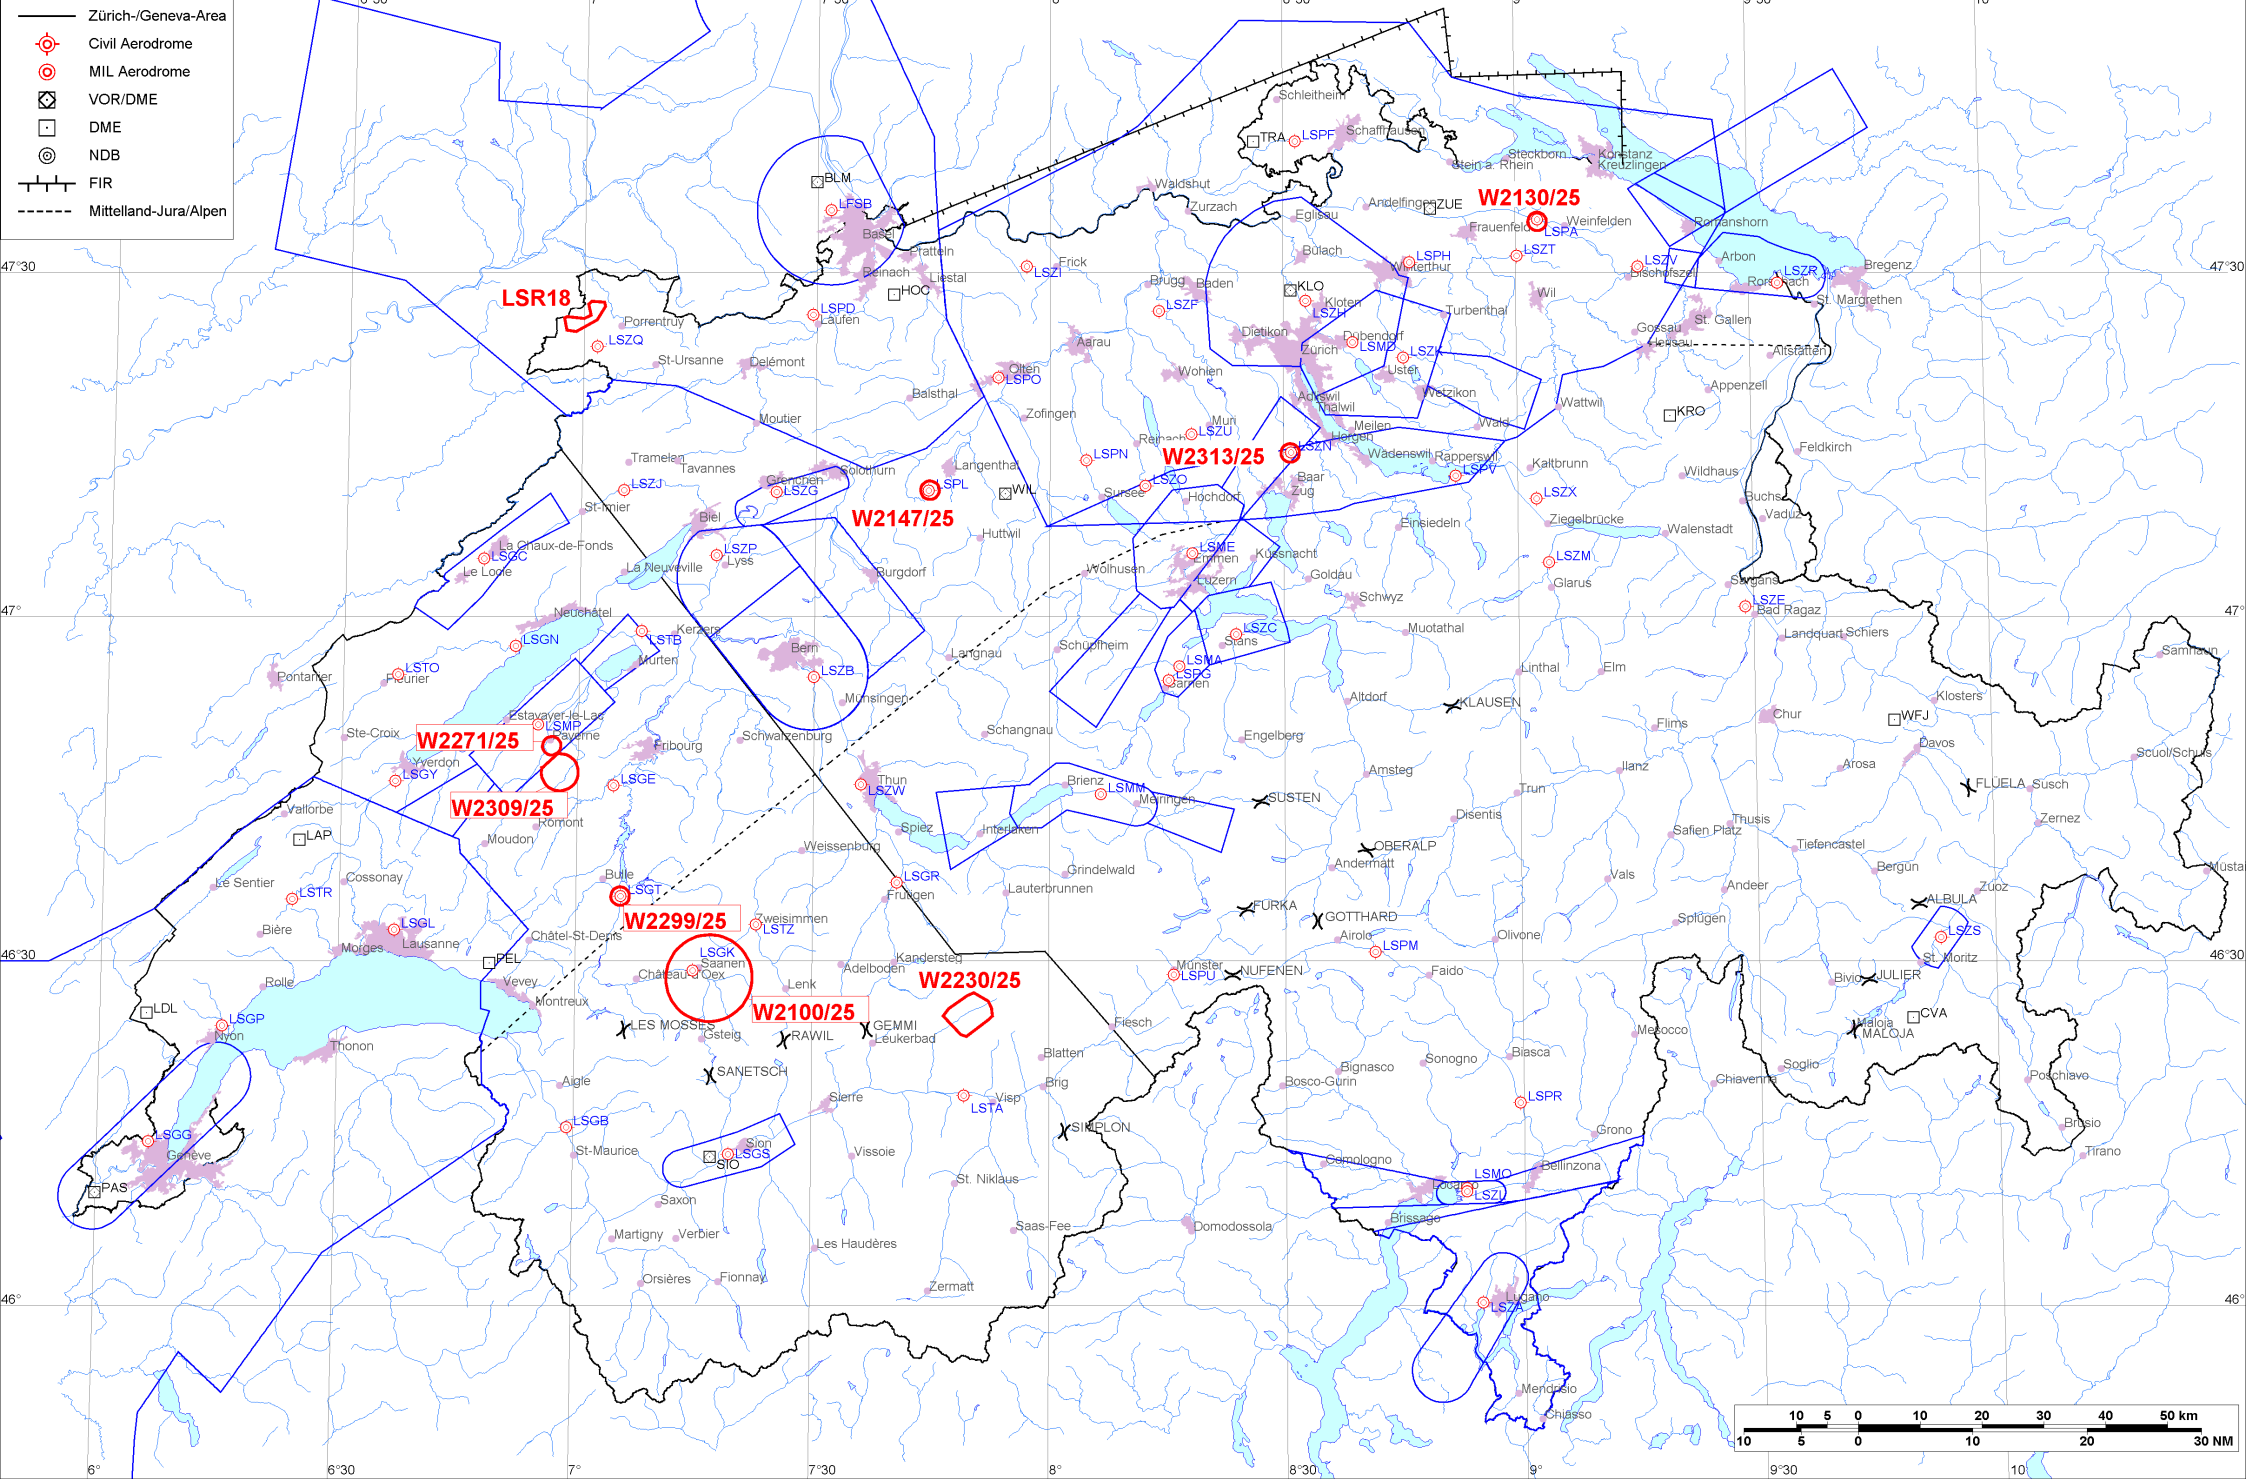 Zürich-/Geneva-Area
Civil Aerodrome
MIL Aerodrome
VOR/DME
DME
NDB
FIR
Mittelland-Jura/Alpen
Schleitheim
TRA
LSPF
Schaffhausen
Stein a. Rhein
Steckborn
Konstanz
Kreuzlingen
BLM
Waldshut
W2130/25
LFSB
Zurzach
Eglisau
Andelfingen
ZUE
Weinfelden
Romanshorn
Basel
Frauenfeld
LSPA
Pratteln
Bülach
LSZT
47°30
Reinach
Liestal
LSZI
Frick
LSPH
Winterthur
LSZV
Bischofszell
Arbon
LSZR
Bregenz
47°30
LSR18
HOC
Brugg
Baden
KLO
Kloten
Wil
Rorschach
St. Margrethen
Porrentruy
LSPD
Laufen
LSZF
LSZH
Turbenthal
St. Gallen
Gossau
LSZQ
Aarau
Dietikon
Dübendorf
LSMD
Herisau
Altstätten
St-Ursanne
Delémont
Zürich
LSZK
Olten
LSPO
Wohlen
Uster
Appenzell
Balsthal
Adliswil
Thalwil
Wetzikon
Wattwil
KRO
Moutier
Zofingen
Muri
Meilen
Wald
LSZU
Reinach
Horgen
LSZN
Feldkirch
Tramelan
Tavannes
Solothurn
Langenthal
LSPN
W2313/25
Wädenswil
Rapperswil
Kaltbrunn
Wildhaus
LSZJ
Grenchen
LSZG
LSPL
WIL
LSZO
Baar
Zug
LSPV
LSZX
Buchs
St-Imier
Sursee
Hochdorf
Biel
W2147/25
Einsiedeln
Ziegelbrücke
Walenstadt
Vaduz
La Chaux-de-Fonds
LSGC
Huttwil
LSME
Emmen
Küssnacht
LSZM
Le Locle
LSZP
Lyss
La Neuveville
Burgdorf
Wolhusen
Luzern
Goldau
Glarus
Sargans
Schwyz
LSZE
Bad Ragaz
47°
Neuchâtel
47°
LSGN
LSTB
Kerzers
LSZC
Stans
Muotathal
Landquart
Schiers
Bern
Schüpfheim
Samnaun
LSTO
Fleurier
Murten
LSZB
Langnau
LSMA
LSPG
Sarnen
Linthal
Elm
Pontarlier
Münsingen
Altdorf
KLAUSEN
Klosters
Estavayer-le-Lac
LSMP
Payerne
Chur
WFJ
Ste-Croix
W2271/25
Fribourg
Schwarzenburg
Schangnau
Engelberg
Flims
Davos
Scuol/Schuls
Yverdon
LSGY
LSGE
Thun
LSZW
Brienz
LSMM
Meiringen
Amsteg
Ilanz
Arosa
FLÜELA
Susch
Vallorbe
W2309/25
SUSTEN
Trun
LAP
Romont
Moudon
Spiez
Interlaken
Disentis
Safien Platz
Thusis
Zernez
Weissenburg
OBERALP
Tiefencastel
Le Sentier
Cossonay
Bulle
LSGT
LSGR
Frutigen
Grindelwald
Lauterbrunnen
Andermatt
Vals
Andeer
Bergün
Zuoz
LSTR
FURKA
ALBULA
W2299/25
Zweisimmen
LSTZ
GOTTHARD
Splügen
Bière
LSGL
Lausanne
Morges
Châtel-St-Denis
Airolo
LSPM
Olivone
LSZS
46°30
LSGK
Saanen
Kandersteg
St. Moritz
46°30
FEL
Château-d'Oex
Adelboden
W2230/25
Münster
LSPU
NUFENEN
Faido
Bivio
JULIER
Rolle
Vevey
Lenk
Montreux
W2100/25
LDL
LSGP
Nyon
LES MOSSES
Gsteig
RAWIL
GEMMI
Leukerbad
Fiesch
Mesocco
CVA
Maloja
MALOJA
Thonon
Blatten
Sonogno
Biasca
SANETSCH
Bignasco
Soglio
Aigle
Brig
Bosco-Gurin
Chiavenna
Poschiavo
Sierre
LSTA
Visp
LSPR
LSGB
SIMPLON
Grono
Brusio
LSGG
Genève
Sion
LSGS
SIO
St-Maurice
Vissoie
Comologno
Bellinzona
Tirano
PAS
St. Niklaus
LSMO
Locarno
LSZL
Saxon
Brissago
Martigny
Verbier
Les Haudères
Saas-Fee
Domodossola
Orsières
Fionnay
Zermatt
46°
Lugano
LSZA
46°
Mendrisio
Chiasso
10 5 0 10 20 30 40 50 km
10 5 0 10 20 30 NM
6° 6°30 7° 7°30 8° 8°30 9° 9°30 10°